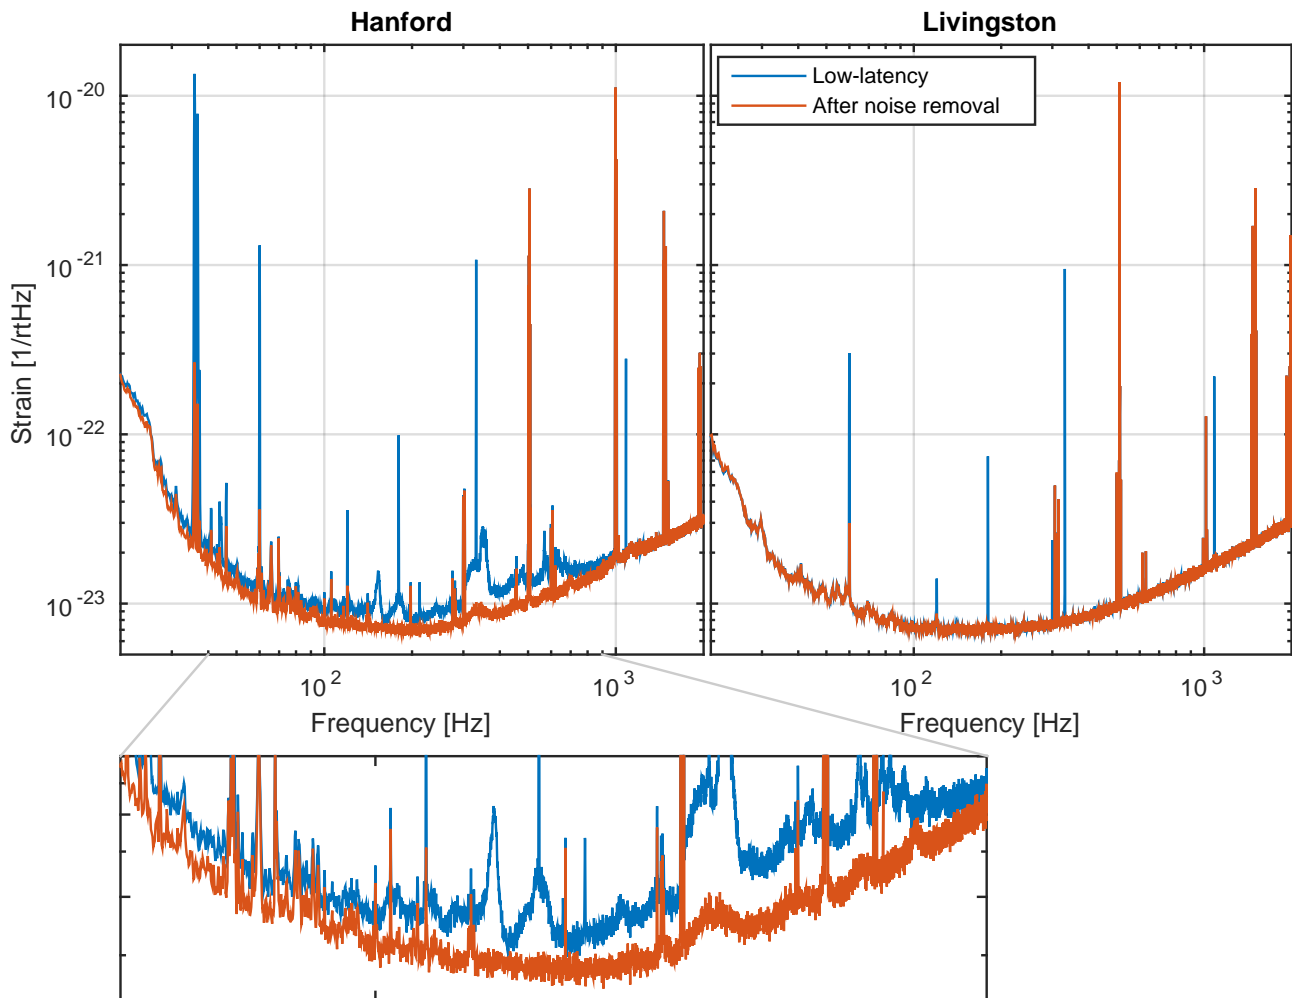 Hanford
Livingston
Low-latency
After noise removal
10^-20
10^-21
10^-22
10^-23
Strain [1/rtHz]
10^2
10^3
10^2
10^3
Frequency [Hz]
Frequency [Hz]